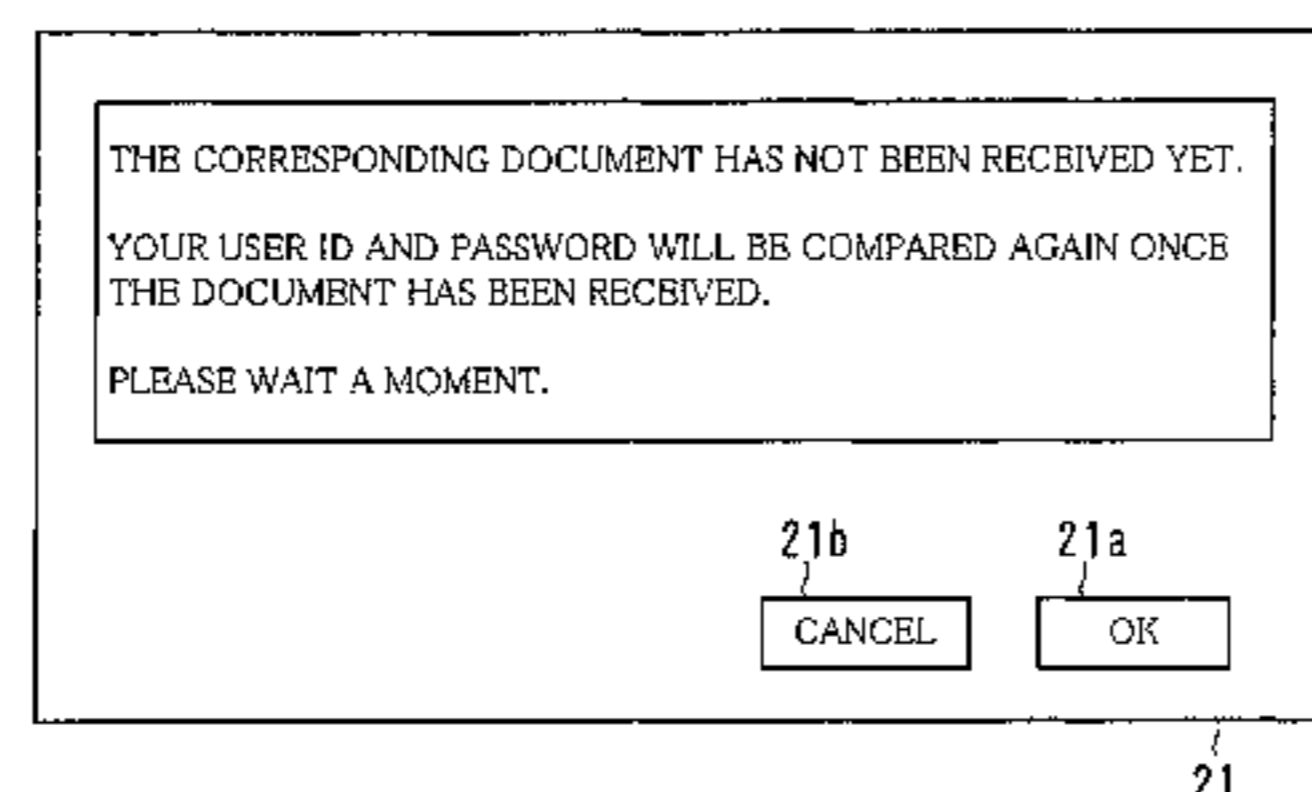 THE CORRESPONDING DOCUMENT HAS NOT BEEN RECEIVED YET.
YOUR USER ID AND PASSWORD WILL BE COMPARED AGAIN ONCE
THE DOCUMENT HAS BEEN RECEIVED.
PLEASE WAIT A MOMENT.
21b 21a
CANCEL OK
21